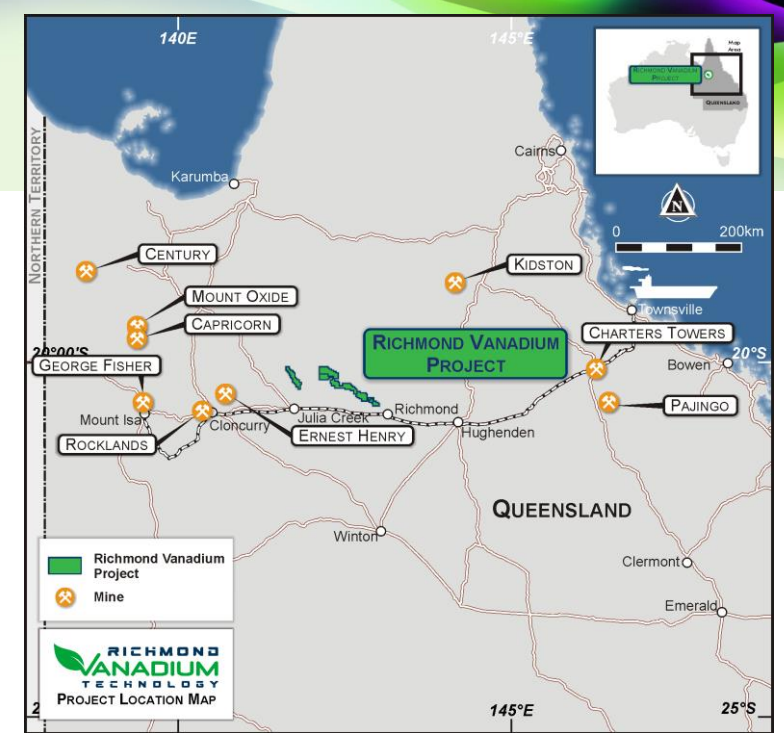 140E
145°E
Map
Area
RICHMOND VANADIUM
PROJECT
QUEENSLAND
NORTHERN TERRITORY
Karumba
Cairns
N
0
200km
CENTURY
KIDSTON
MOUNT OXIDE
CAPRICORN
Townsville
RICHMOND VANADIUM
PROJECT
CHARTERS TOWERS
20°00'S
20°S
GEORGE FISHER
Bowen
Mount Isa
Julia Creek
Richmond
PAJINGO
Cloncurry
ROCKLANDS
ERNEST HENRY
Hughenden
QUEENSLAND
Winton
Clermont
Emerald
Richmond Vanadium
Project
Mine
RICHMOND
VANADIUM
TECHNOLOGY
PROJECT LOCATION MAP
145°E
25°S